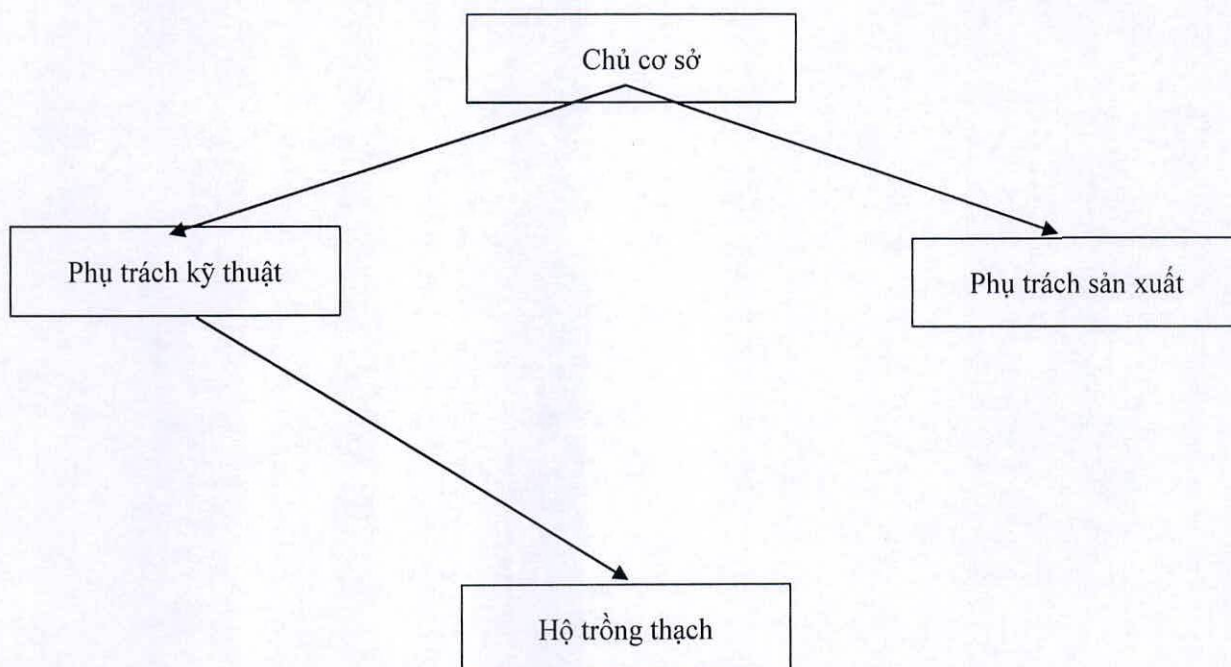 Chủ cơ sở
Phụ trách kỹ thuật
Phụ trách sản xuất
Hộ trồng thạch